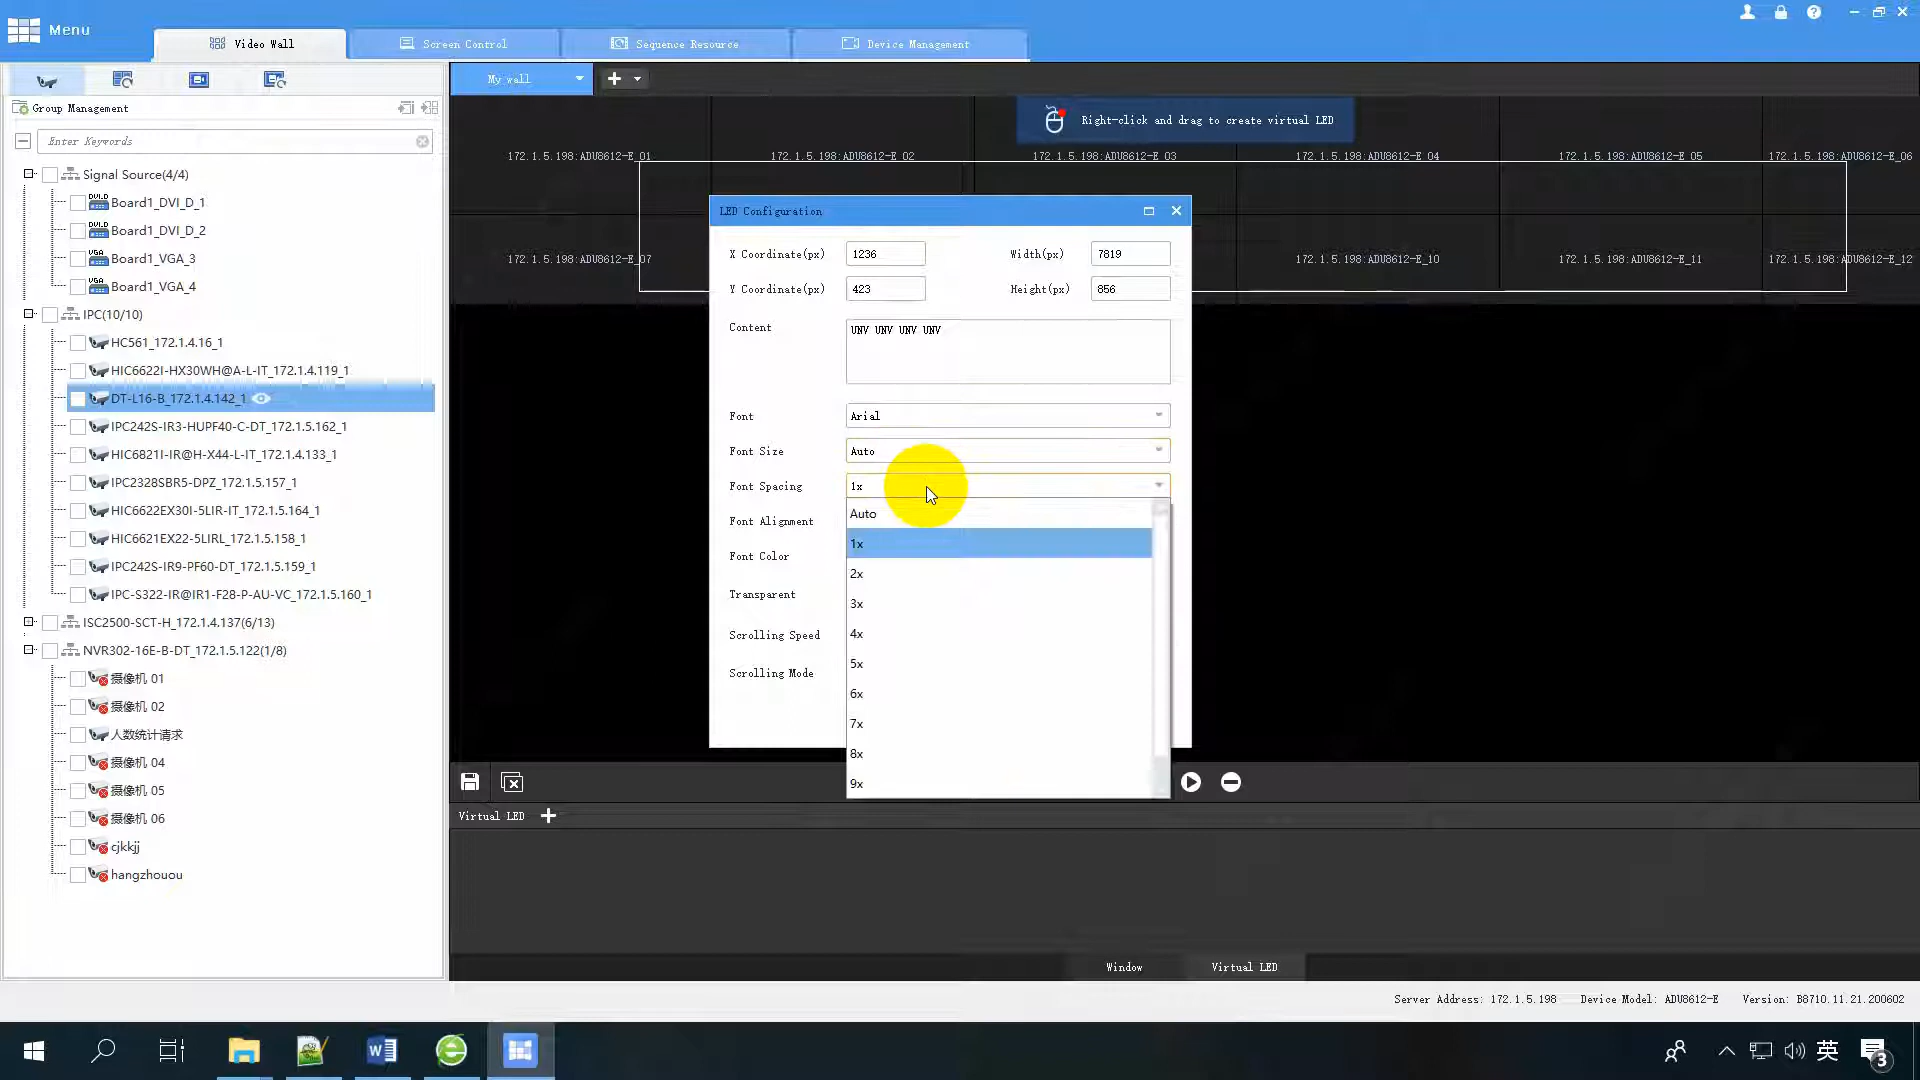 Menu
Video Wall
Screen Control
Sequence Resource
Device Management
Group Management
Enter Keywords
Signal Source(4/4)
DVI.D Board1_DVI_D_1
DVI.D Board1_DVI_D_2
VGA Board1_VGA_3
VGA Board1_VGA_4
IPC(10/10)
HC561_172.1.4.16_1
HIC6622I-HX30WH@A-L-IT_172.1.4.119_1
DT-L16-B_172.1.4.142_1
IPC242S-IR3-HUPF40-C-DT_172.1.5.162_1
HIC6821I-IR@H-X44-L-IT_172.1.4.133_1
IPC2328SBR5-DPZ_172.1.5.157_1
HIC6622EX30I-5LIR-IT_172.1.5.164_1
HIC6621EX22-5LIRL_172.1.5.158_1
IPC242S-IR9-PF60-DT_172.1.5.159_1
IPC-S322-IR@IR1-F28-P-AU-VC_172.1.5.160_1
ISC2500-SCT-H_172.1.4.137(6/13)
NVR302-16E-B-DT_172.1.5.122(1/8)
摄像机 01
摄像机 02
人数统计请求
摄像机 04
摄像机 05
摄像机 06
cjkkjj
hangzhouou
My wall
Right-click and drag to create virtual LED
172.1.5.198:ADU8612-E_01
172.1.5.198:ADU8612-E_02
172.1.5.198:ADU8612-E_03
172.1.5.198:ADU8612-E_04
172.1.5.198:ADU8612-E_05
172.1.5.198:ADU8612-E_06
172.1.5.198:ADU8612-E_07
172.1.5.198:ADU8612-E_10
172.1.5.198:ADU8612-E_11
172.1.5.198:ADU8612-E_12
LED Configuration
X Coordinate(px) 1236
Width(px) 7819
Y Coordinate(px) 423
Height(px) 856
Content UNV UNV UNV UNV
Font Arial
Font Size Auto
Font Spacing 1x
Font Alignment
Font Color
Transparent
Scrolling Speed
Scrolling Mode
Auto
1x
2x
3x
4x
5x
6x
7x
8x
9x
Virtual LED
Window
Virtual LED
Server Address: 172.1.5.198 Device Model: ADU8612-E Version: B8710.11.21.200602
英
3